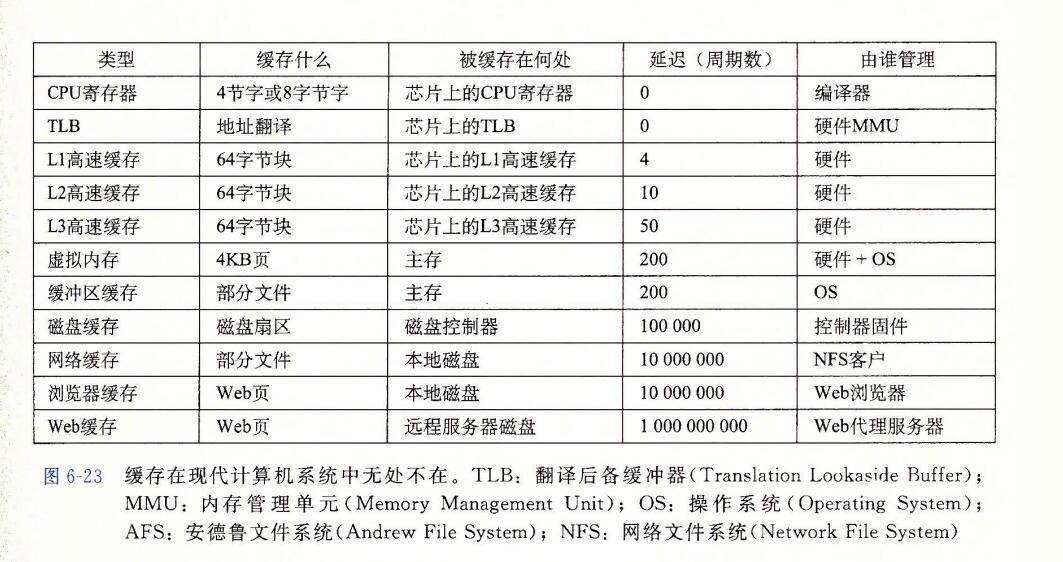 类型 缓存什么 被缓存在何处 延迟（周期数） 由谁管理
CPU寄存器 4节字或8字节字 芯片上的CPU寄存器 0 编译器
TLB 地址翻译 芯片上的TLB 0 硬件MMU
L1高速缓存 64字节块 芯片上的L1高速缓存 4 硬件
L2高速缓存 64字节块 芯片上的L2高速缓存 10 硬件
L3高速缓存 64字节块 芯片上的L3高速缓存 50 硬件
虚拟内存 4KB页 主存 200 硬件 + OS
缓冲区缓存 部分文件 主存 200 OS
磁盘缓存 磁盘扇区 磁盘控制器 100 000 控制器固件
网络缓存 部分文件 本地磁盘 10 000 000 NFS客户
浏览器缓存 Web页 本地磁盘 10 000 000 Web浏览器
Web缓存 Web页 远程服务器磁盘 1 000 000 000 Web代理服务器
图 6-23 缓存在现代计算机系统中无处不在。TLB：翻译后备缓冲器(Translation Lookaside Buffer)；
MMU：内存管理单元(Memory Management Unit)；OS：操作系统(Operating System)；
AFS：安德鲁文件系统(Andrew File System)；NFS：网络文件系统(Network File System)